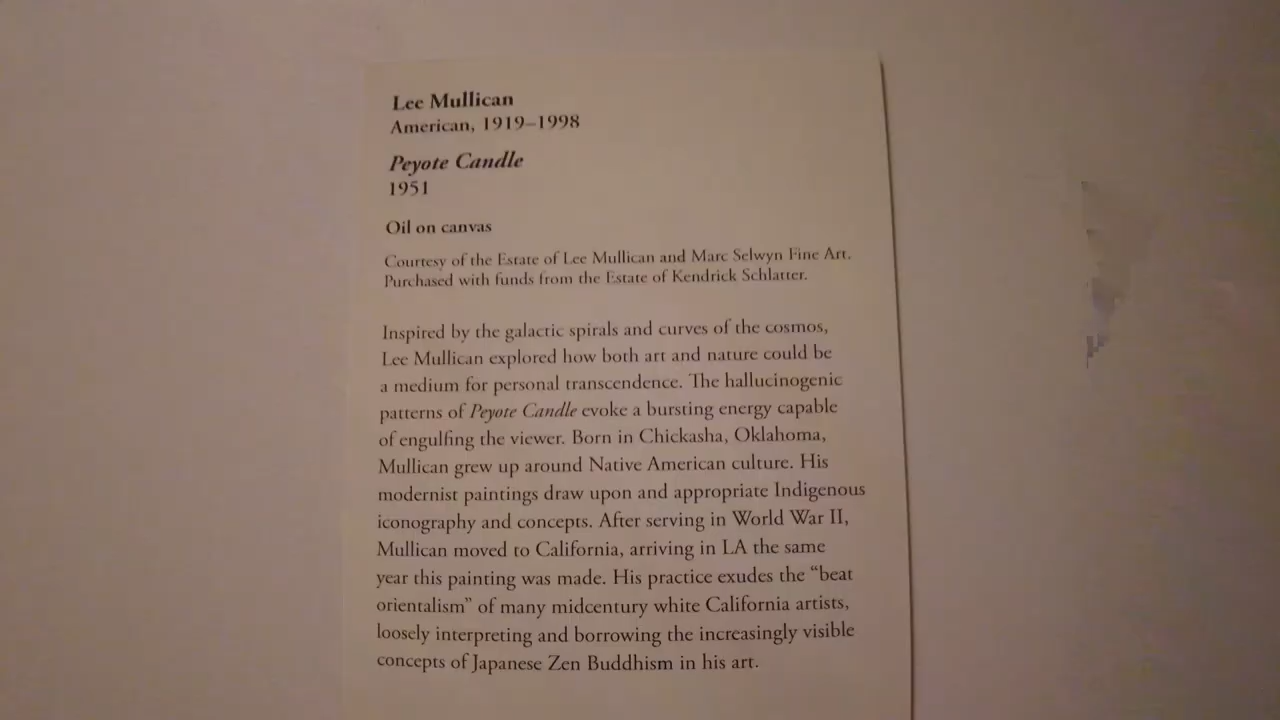 Lee Mullican
American, 1919–1998
Peyote Candle
1951
Oil on canvas
Courtesy of the Estate of Lee Mullican and Marc Selwyn Fine Art.
Purchased with funds from the Estate of Kendrick Schlatter.
Inspired by the galactic spirals and curves of the cosmos,
Lee Mullican explored how both art and nature could be
a medium for personal transcendence. The hallucinogenic
patterns of Peyote Candle evoke a bursting energy capable
of engulfing the viewer. Born in Chickasha, Oklahoma,
Mullican grew up around Native American culture. His
modernist paintings draw upon and appropriate Indigenous
iconography and concepts. After serving in World War II,
Mullican moved to California, arriving in LA the same
year this painting was made. His practice exudes the “beat
orientalism” of many midcentury white California artists,
loosely interpreting and borrowing the increasingly visible
concepts of Japanese Zen Buddhism in his art.